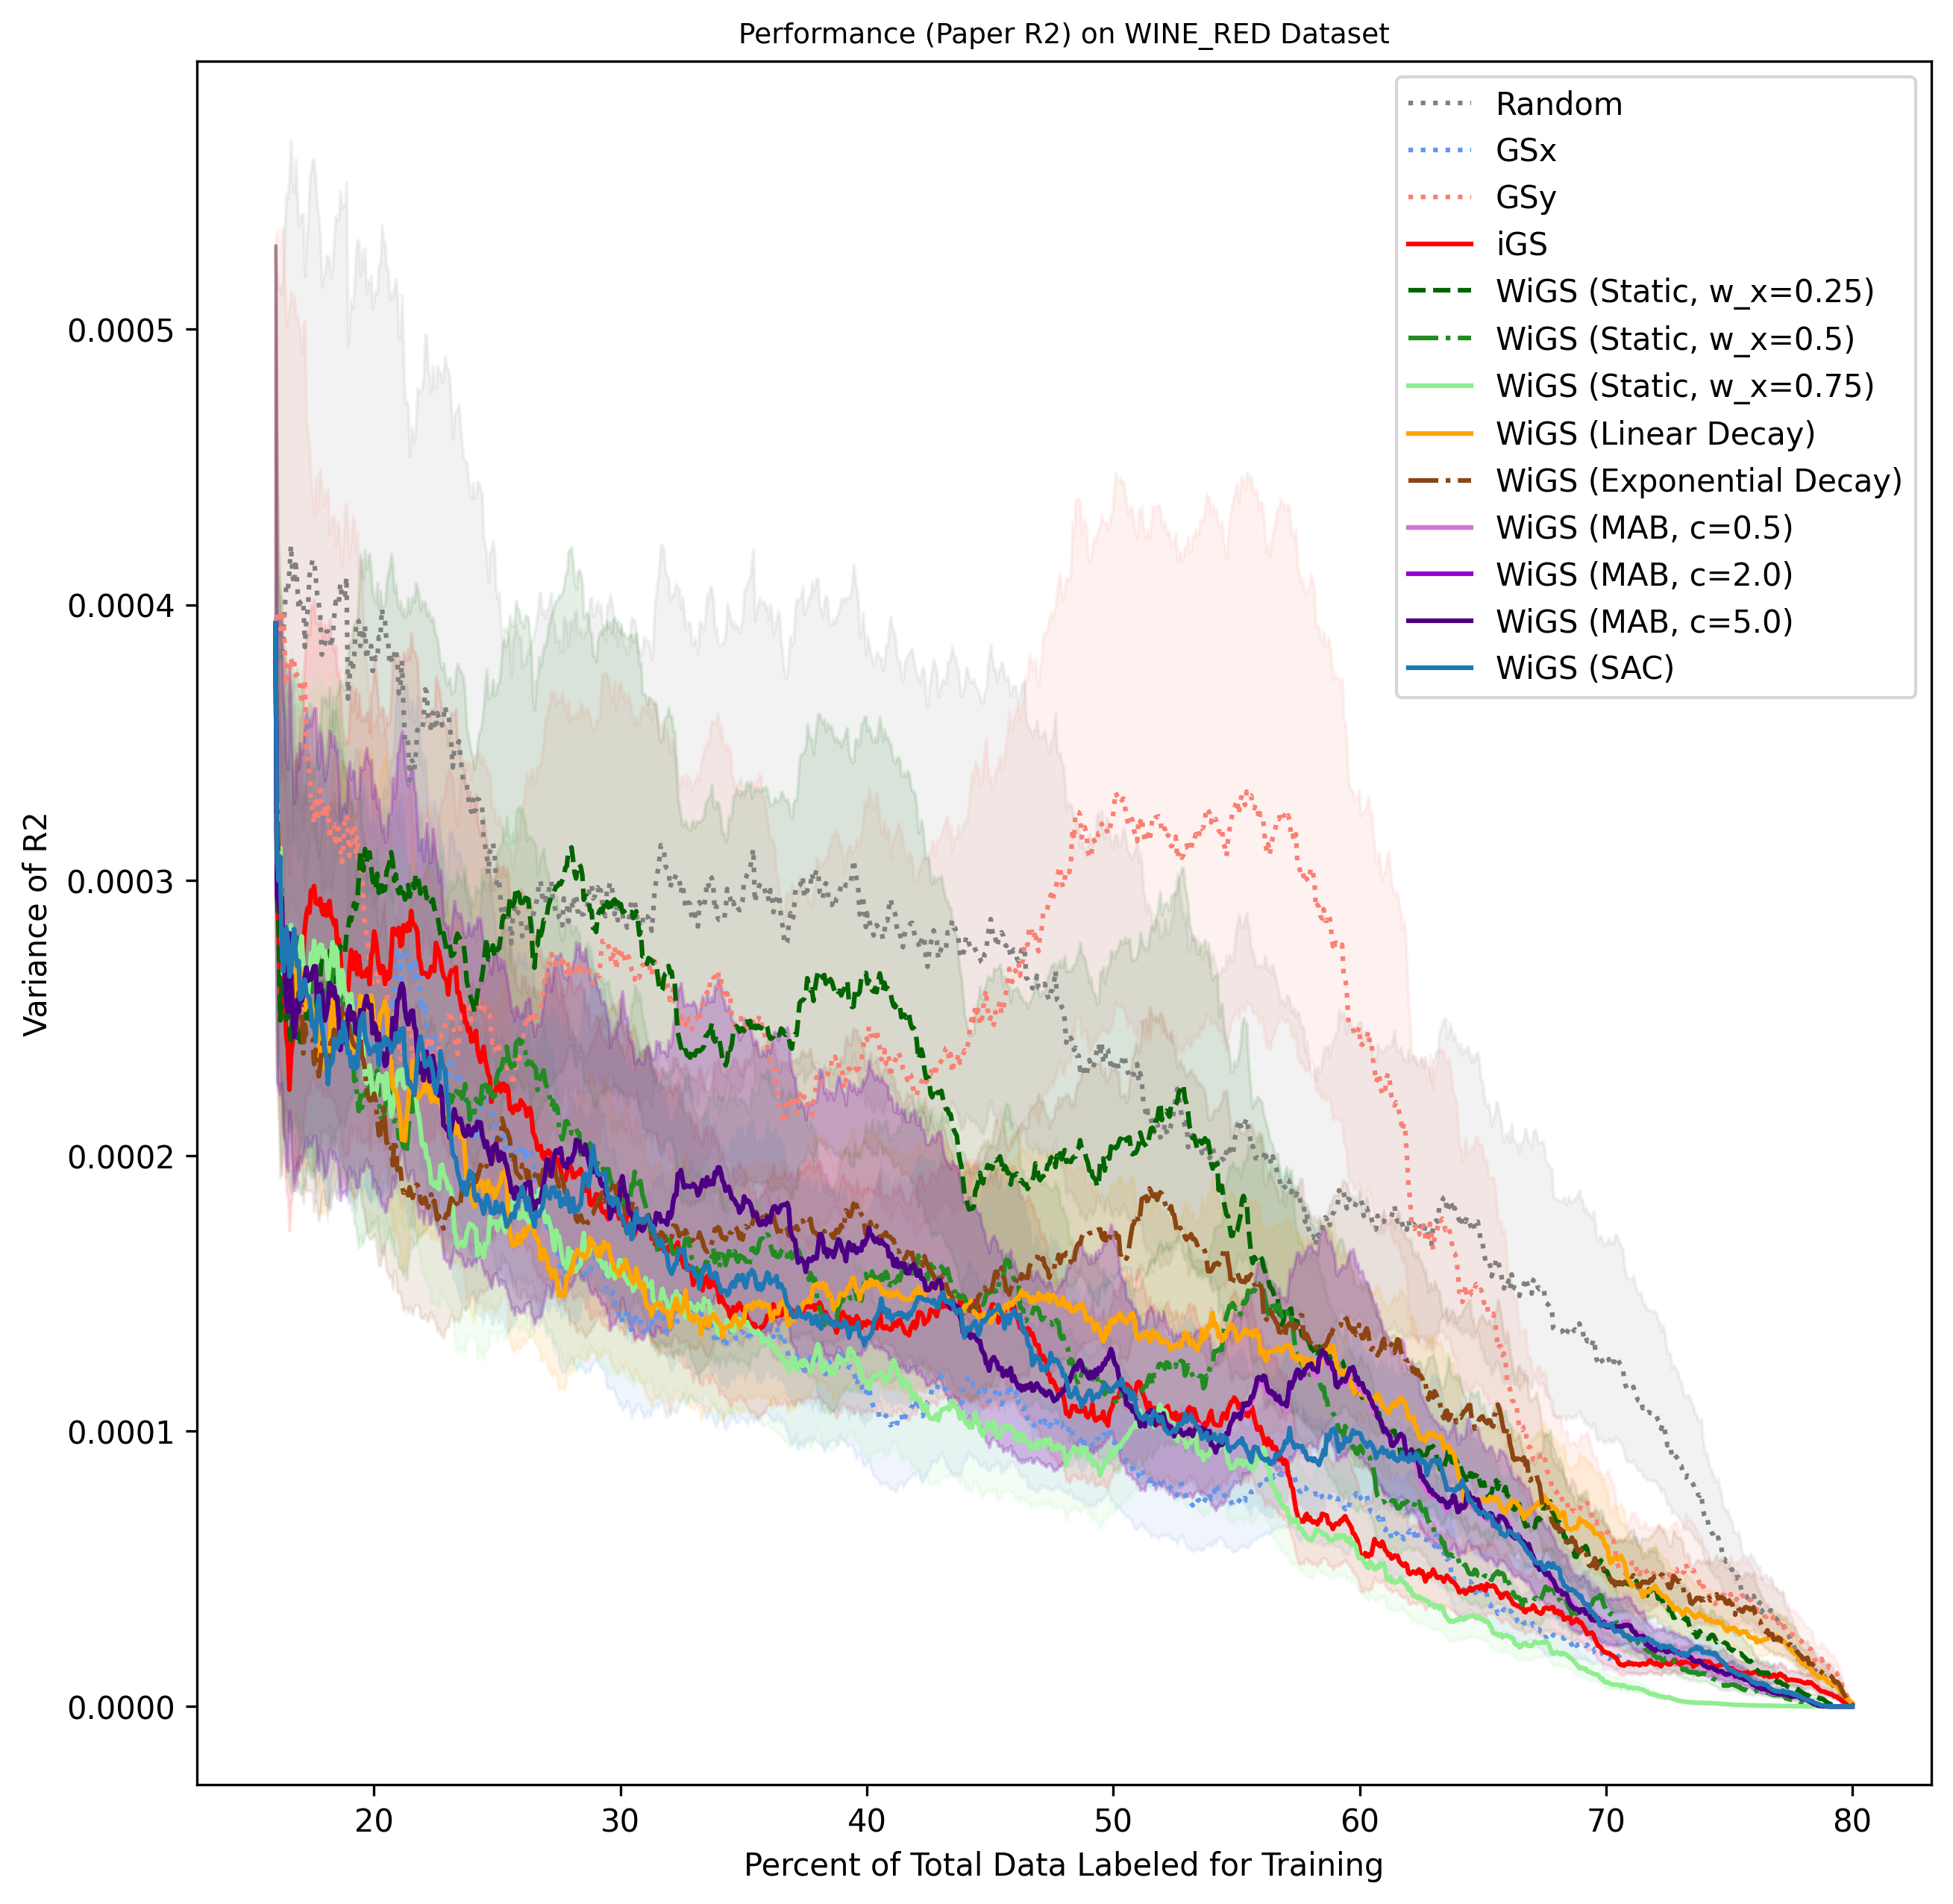 Performance (Paper R2) on WINE_RED Dataset
Random
GSx
GSy
iGS
WiGS (Static, w_x=0.25)
WiGS (Static, w_x=0.5)
WiGS (Static, w_x=0.75)
WiGS (Linear Decay)
WiGS (Exponential Decay)
WiGS (MAB, c=0.5)
WiGS (MAB, c=2.0)
WiGS (MAB, c=5.0)
WiGS (SAC)
Variance of R2
0.0005
0.0004
0.0003
0.0002
0.0001
0.0000
20 30 40 50 60 70 80
Percent of Total Data Labeled for Training